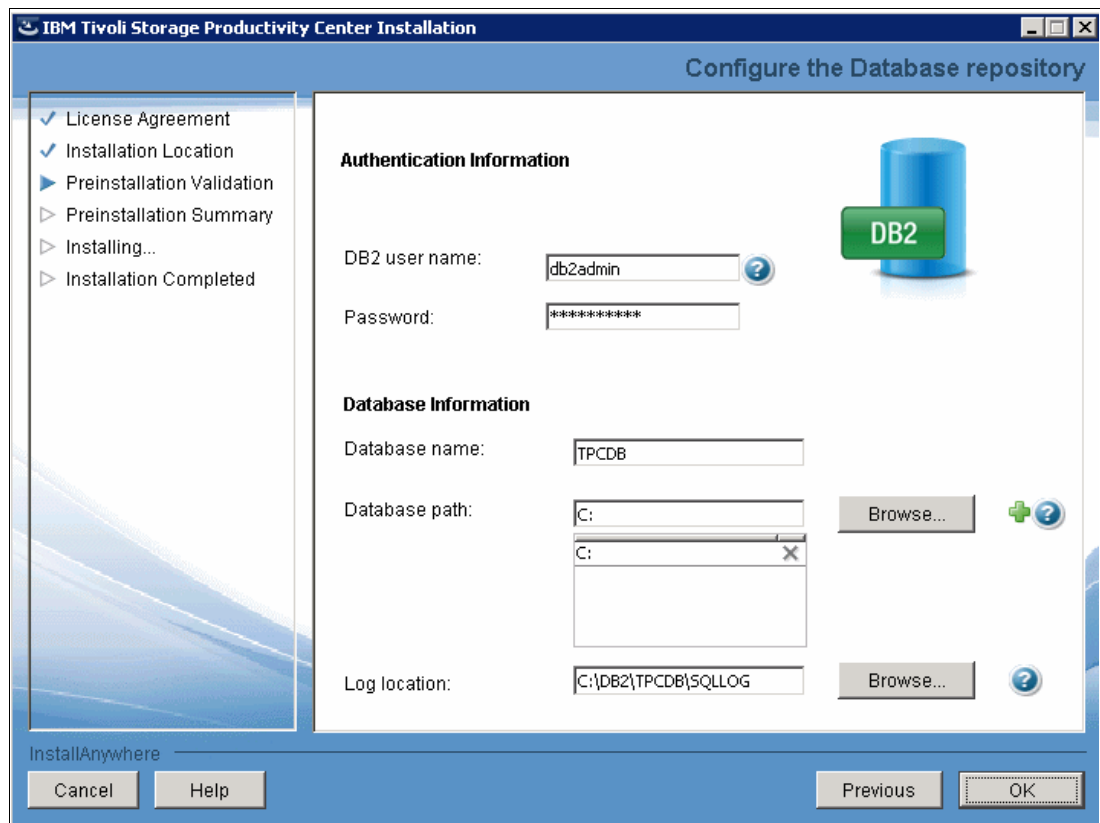 IBM Tivoli Storage Productivity Center Installation
Configure the Database repository
License Agreement
Installation Location
Preinstallation Validation
Preinstallation Summary
Installing...
Installation Completed
Authentication Information
DB2
DB2 user name:
db2admin
?
Password:
**********
Database Information
Database name:
TPCDB
Database path:
C:
Browse...
?
C:
Log location:
C:\DB2\TPCDB\SQLLOG
Browse...
?
InstallAnywhere
Cancel
Help
Previous
OK